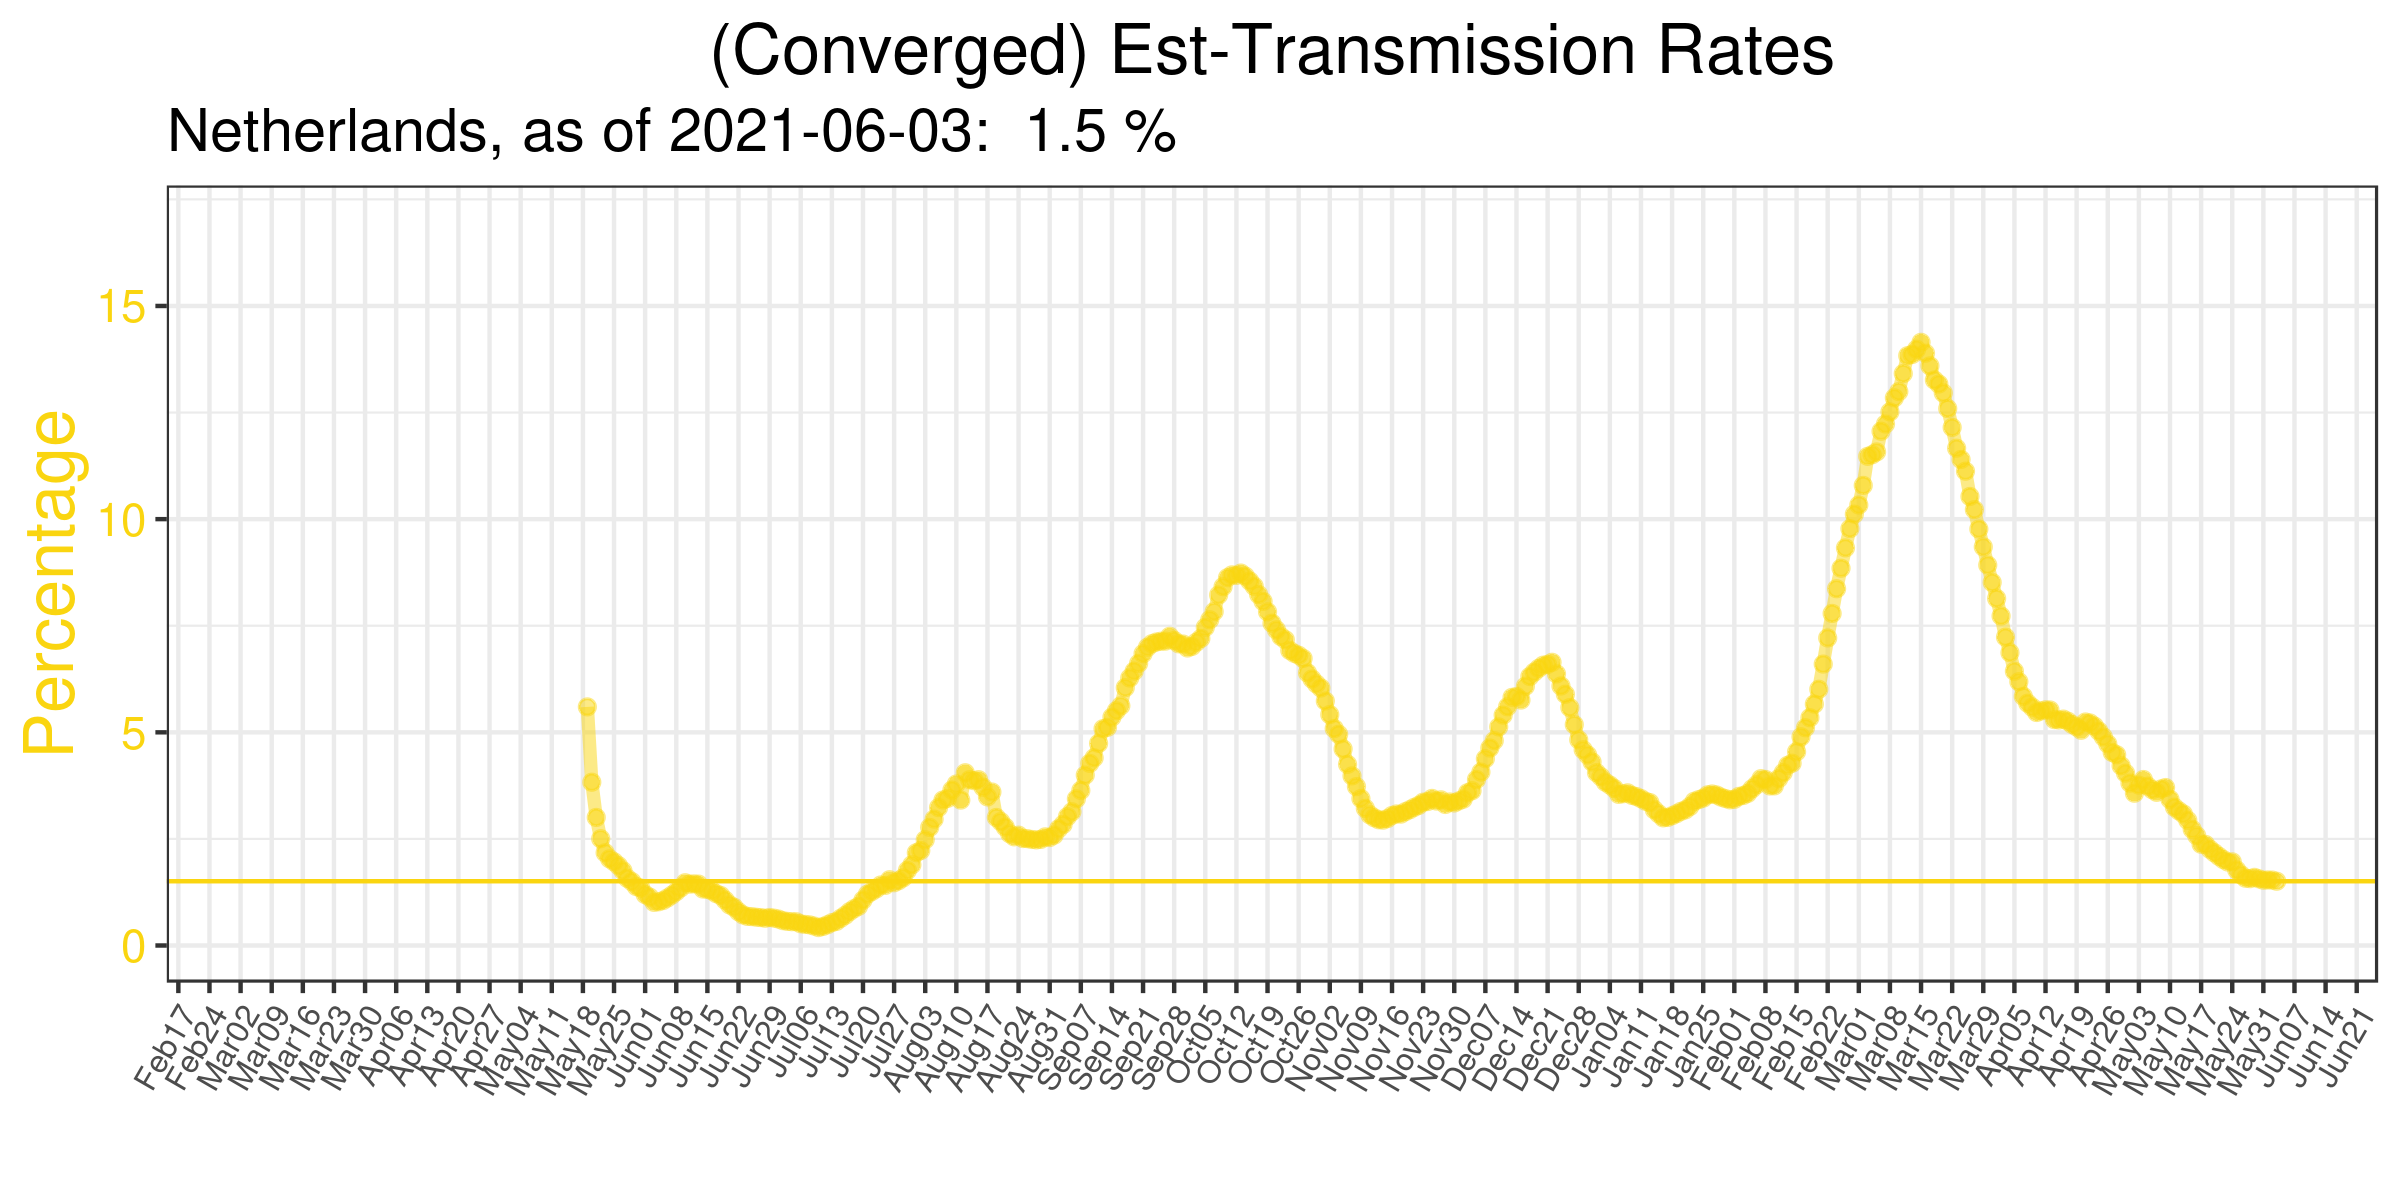 (Converged) Est-Transmission Rates
Netherlands, as of 2021-06-03:  1.5 %
Percentage
15
10
5
0
Feb17
Feb24
Mar02
Mar09
Mar16
Mar23
Mar30
Apr06
Apr13
Apr20
Apr27
May04
May11
May18
May25
Jun01
Jun08
Jun15
Jun22
Jun29
Jul06
Jul13
Jul20
Jul27
Aug03
Aug10
Aug17
Aug24
Aug31
Sep07
Sep14
Sep21
Sep28
Oct05
Oct12
Oct19
Oct26
Nov02
Nov09
Nov16
Nov23
Nov30
Dec07
Dec14
Dec21
Dec28
Jan04
Jan11
Jan18
Jan25
Feb01
Feb08
Feb15
Feb22
Mar01
Mar08
Mar15
Mar22
Mar29
Apr05
Apr12
Apr19
Apr26
May03
May10
May17
May24
May31
Jun07
Jun14
Jun21